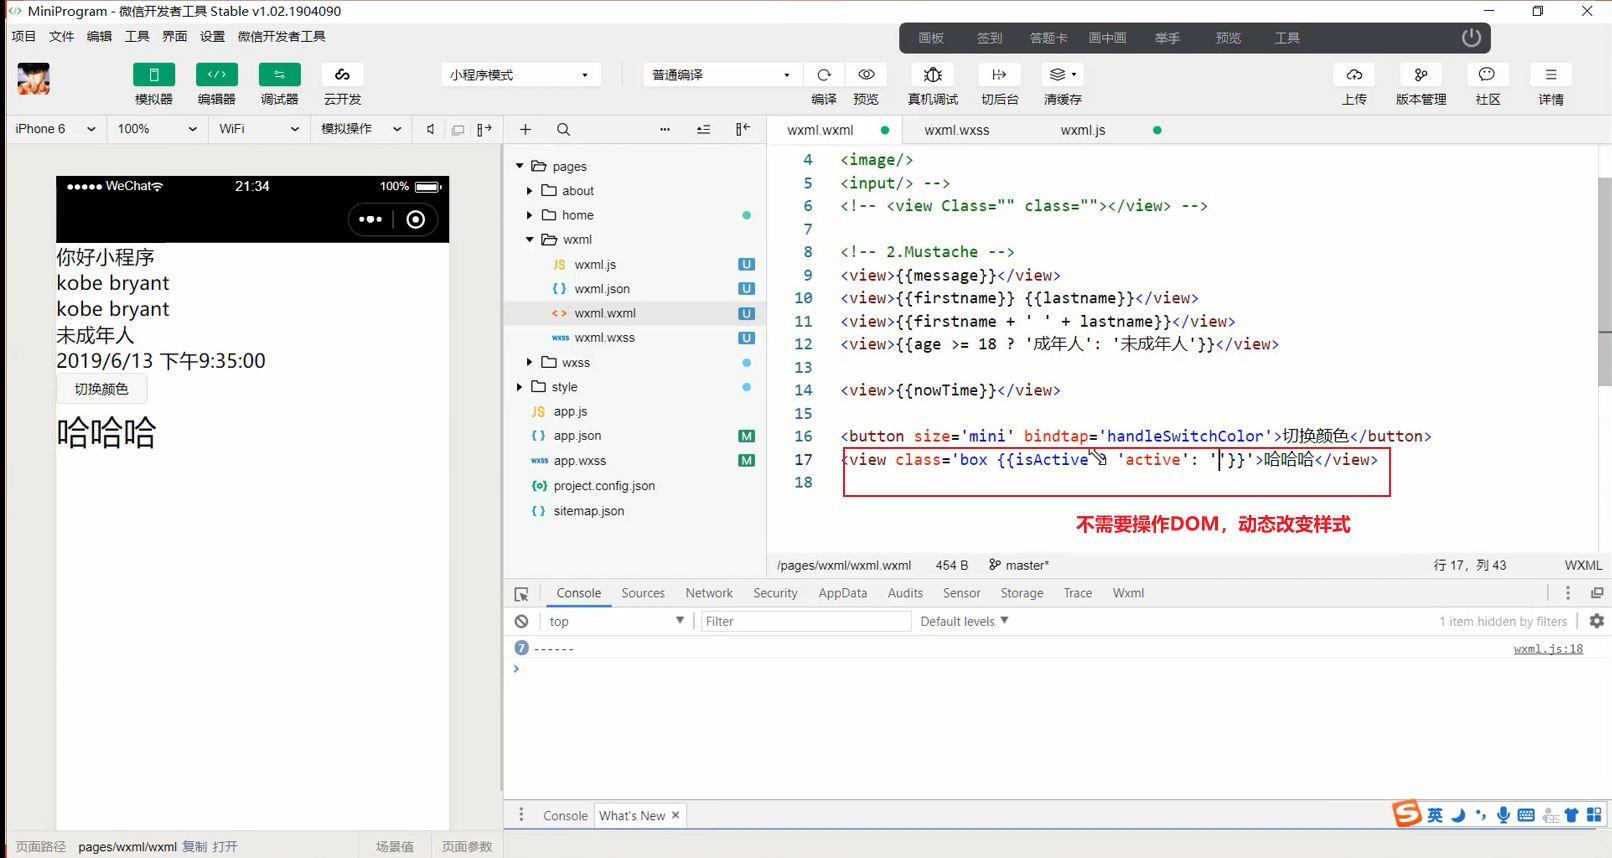 MiniProgram - 微信开发者工具 Stable v1.02.1904090
项目 文件 编辑 工具 界面 设置 微信开发者工具
画板 签到 答题卡 画中画 举手 预览 工具
模拟器 编辑器 调试器 云开发
小程序模式 普通编译
编译 预览 真机调试 切后台 清缓存
上传 版本管理 社区 详情
iPhone 6 100% WiFi 模拟操作
WeChat 21:34 100%
你好小程序
kobe bryant
kobe bryant
未成年人
2019/6/13 下午9:35:00
切换颜色
哈哈哈
pages
about
home
wxml
JS wxml.js U
{ } wxml.json U
< > wxml.wxml U
wxss wxml.wxss U
wxss
style
JS app.js
{ } app.json M
wxss app.wxss M
{o} project.config.json
{ } sitemap.json
wxml.wxml wxml.wxss wxml.js
4 <image/>
5 <input/> -->
6 <!-- <view Class="" class=""></view> -->
7
8 <!-- 2.Mustache -->
9 <view>{{message}}</view>
10 <view>{{firstname}} {{lastname}}</view>
11 <view>{{firstname + ' ' + lastname}}</view>
12 <view>{{age >= 18 ? '成年人': '未成年人'}}</view>
13
14 <view>{{nowTime}}</view>
15
16 <button size='mini' bindtap='handleSwitchColor'>切换颜色</button>
17 <view class='box {{isActive 'active': ''}}'>哈哈哈</view>
18
不需要操作DOM，动态改变样式
/pages/wxml/wxml.wxml 454 B master* 行 17，列 43 WXML
Console Sources Network Security AppData Audits Sensor Storage Trace Wxml
top Filter Default levels 1 item hidden by filters
7 ------ wxml.js:18
Console What's New
英
页面路径 pages/wxml/wxml 复制 打开 场景值 页面参数